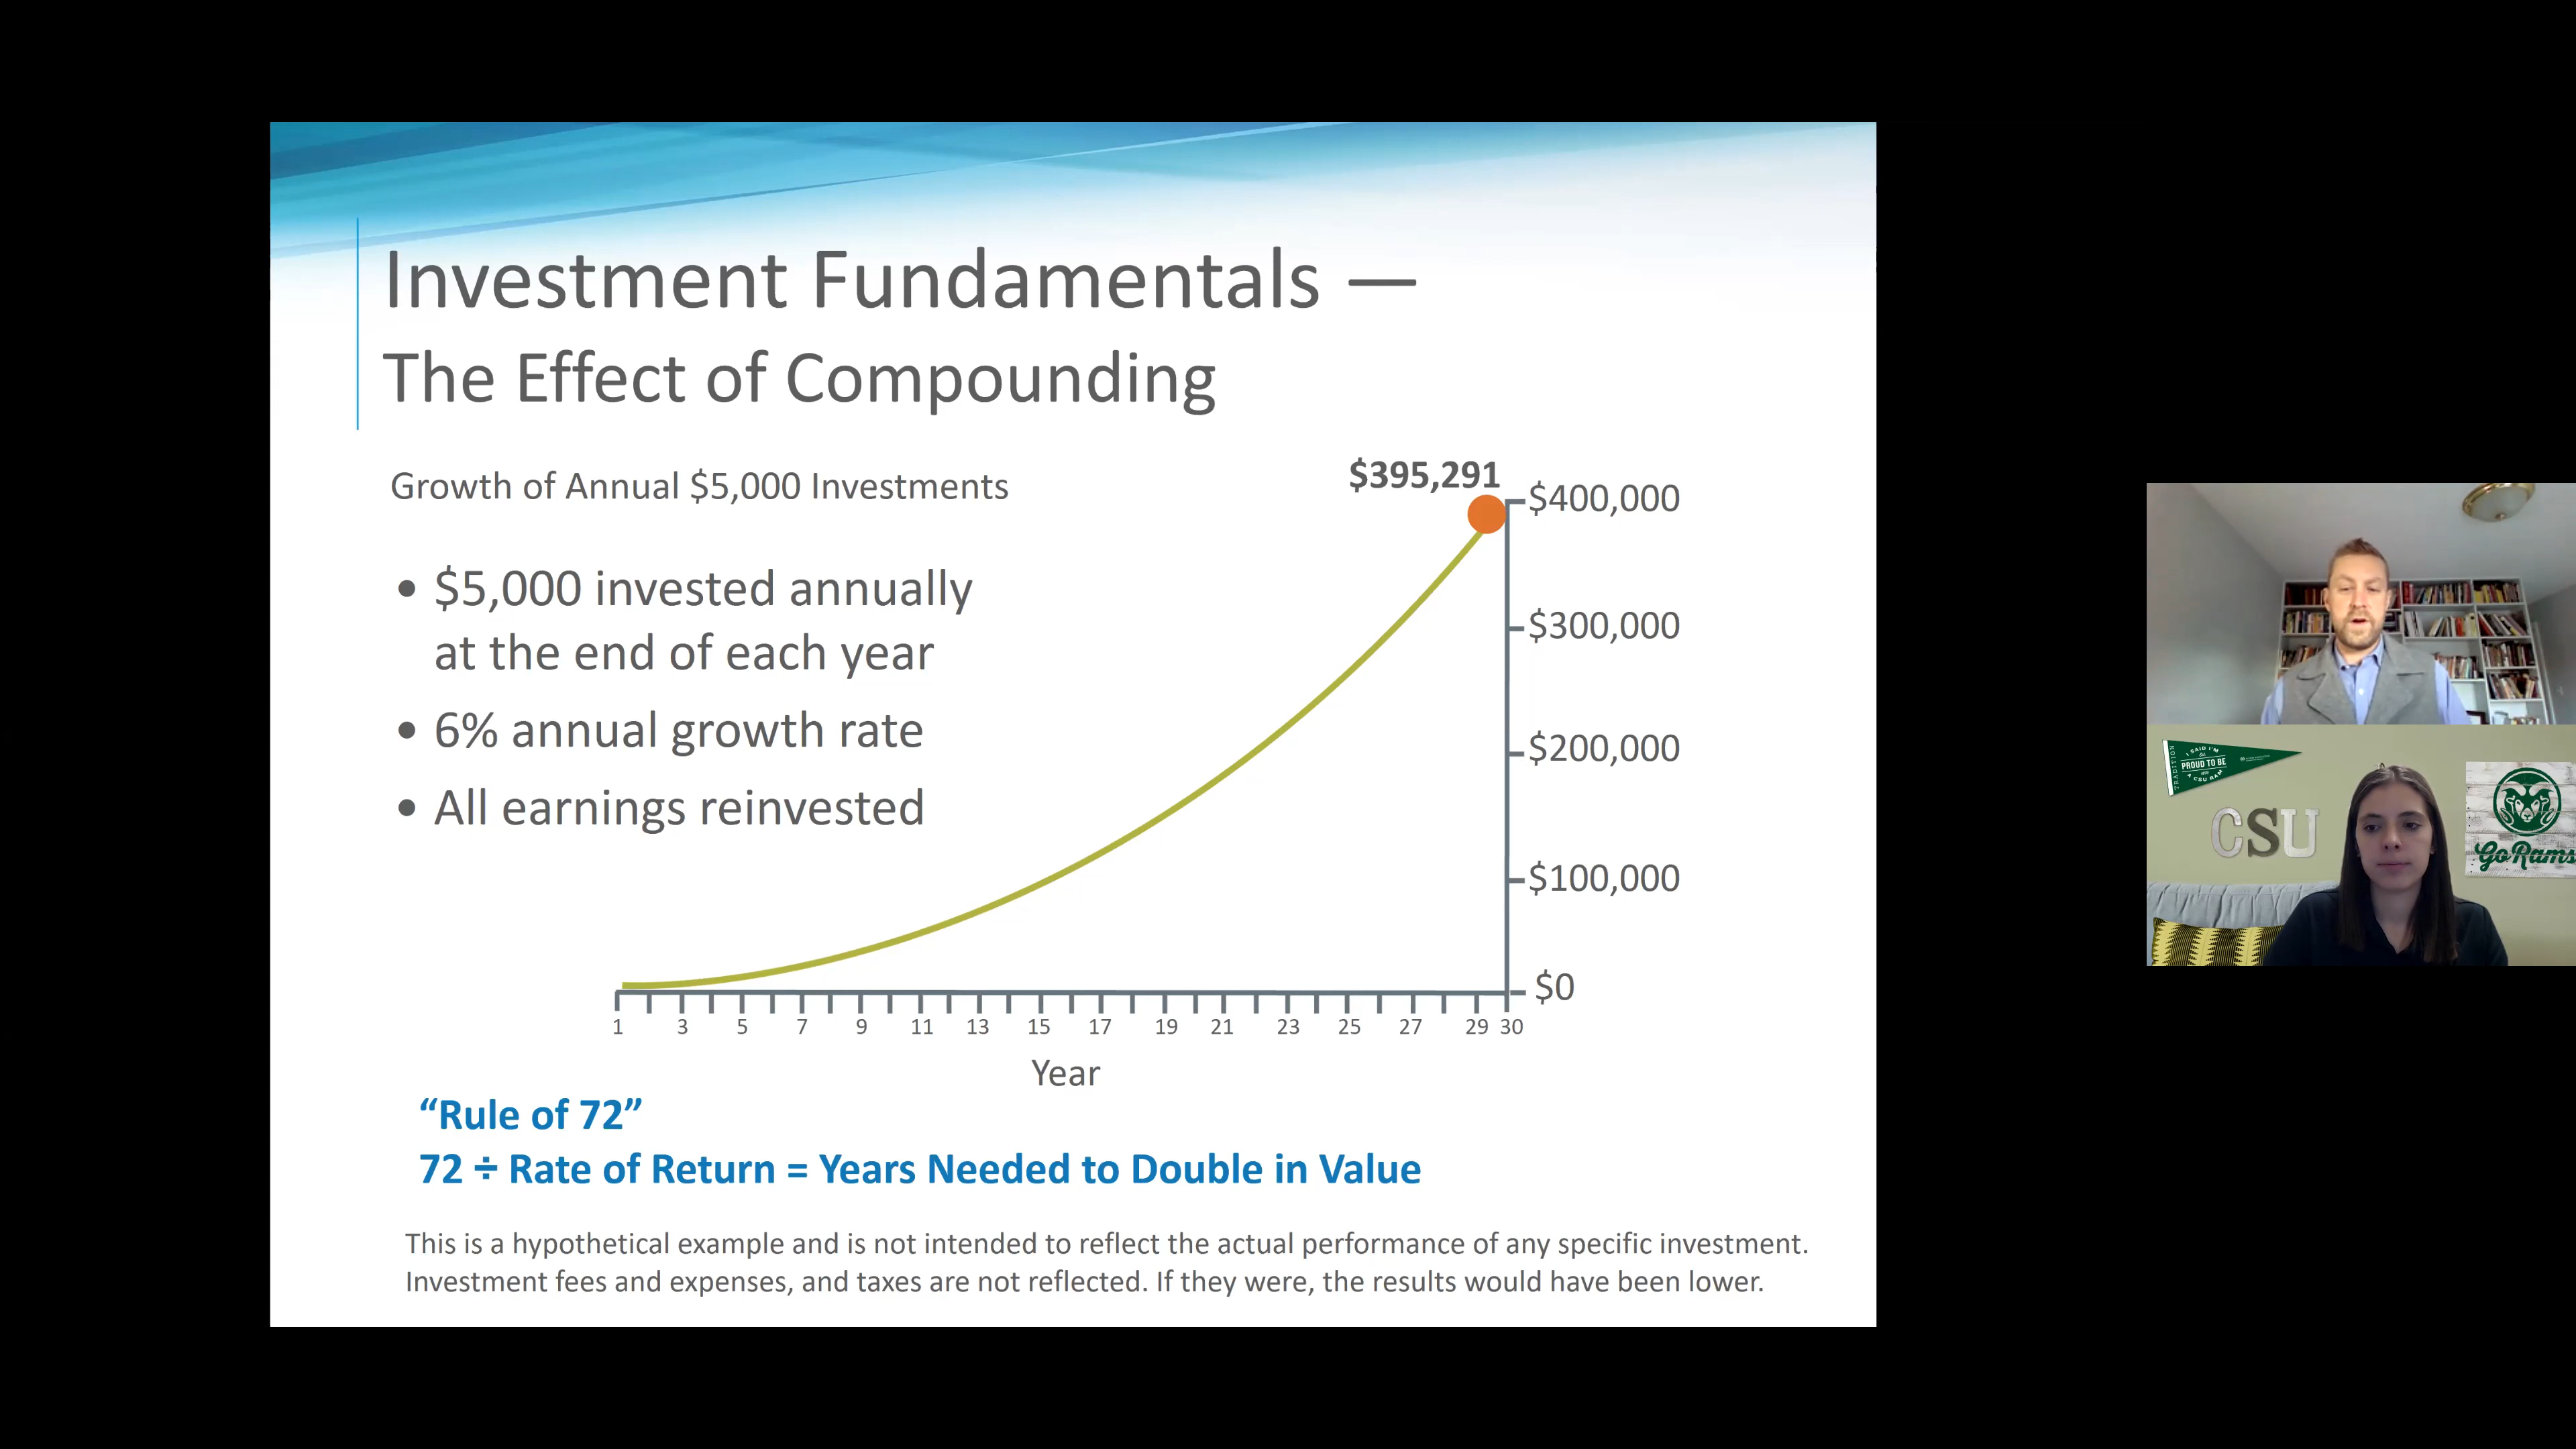 Investment Fundamentals —
The Effect of Compounding
Growth of Annual $5,000 Investments
• $5,000 invested annually
at the end of each year
• 6% annual growth rate
• All earnings reinvested
$395,291
$400,000
$300,000
$200,000
$100,000
$0
1 3 5 7 9 11 13 15 17 19 21 23 25 27 29 30
Year
“Rule of 72”
72 ÷ Rate of Return = Years Needed to Double in Value
This is a hypothetical example and is not intended to reflect the actual performance of any specific investment.
Investment fees and expenses, and taxes are not reflected. If they were, the results would have been lower.
TRADITION
I SAID I'M
PROUD TO BE
A CSU RAM
CSU
Go Rams